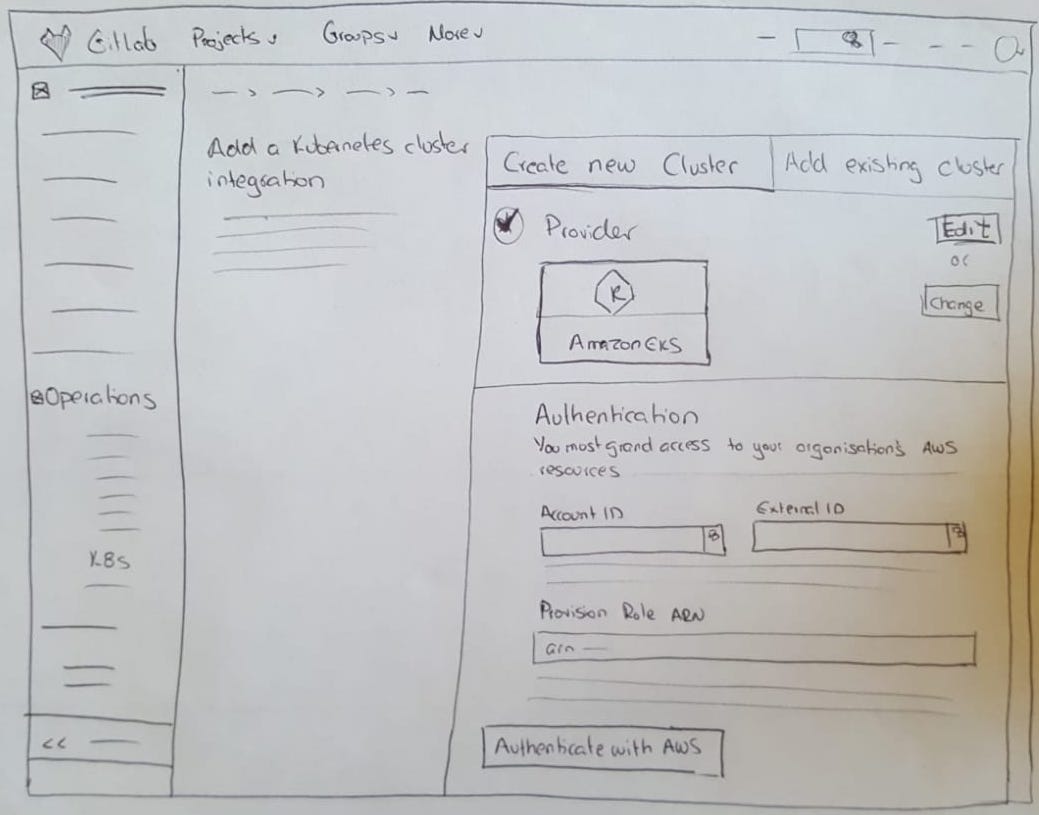 GitLab Projects Groups More
Add a Kubernetes cluster
integration
Create new Cluster
Add existing cluster
Provider
Edit
or
Change
Amazon EKS
Operations
K8s
<<
Authentication
You most grand access to your organisation's AWS
resources
Account ID
External ID
Provision Role ARN
arn —
Authenticate with AWS